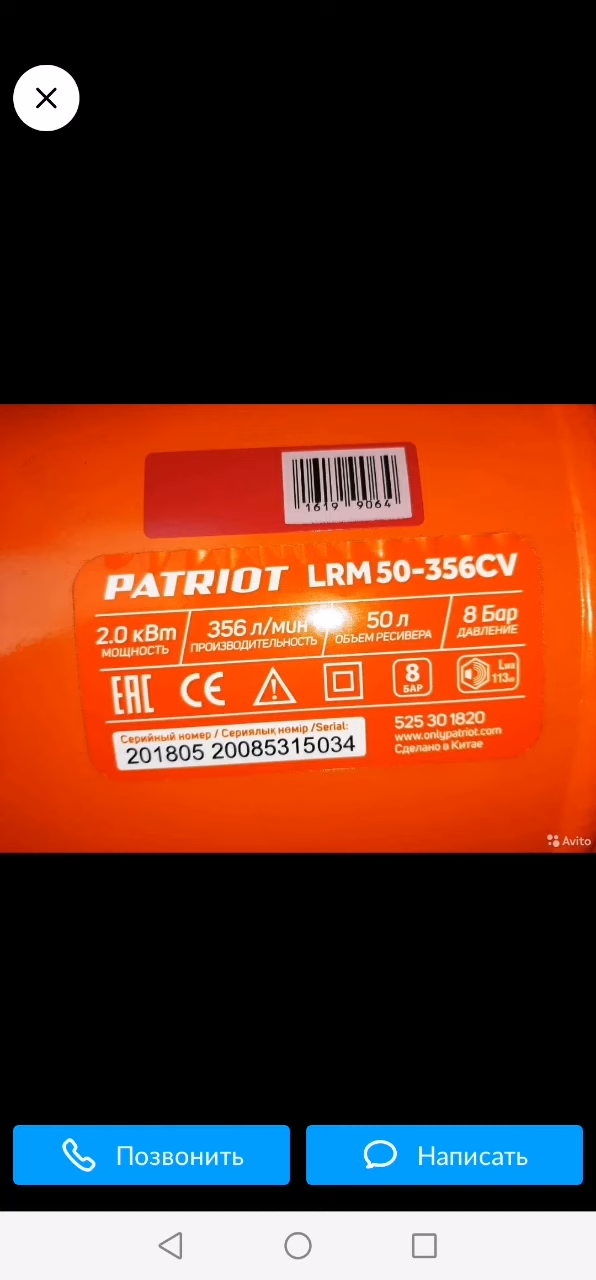 1619 9064
PATRIOT LRM 50-356CV
2.0 кВт 356 л/мин 50 л 8 Бар
МОЩНОСТЬ ПРОИЗВОДИТЕЛЬНОСТЬ ОБЪЕМ РЕСИВЕРА ДАВЛЕНИЕ
EAC CE 8 БАР Lwa 113
Серийный номер / Сериялық нөмір /Serial:
201805 20085315034
525 30 1820
www.onlypatriot.com
Сделано в Китае
Avito
Позвонить Написать